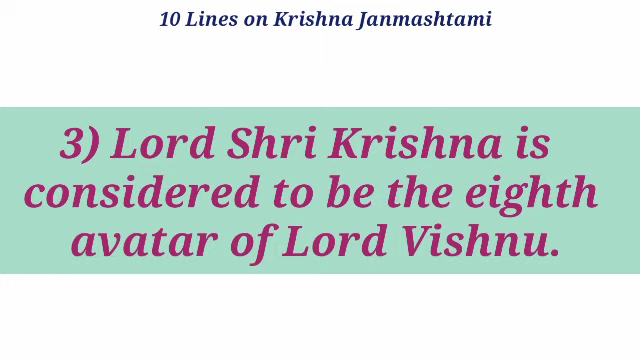 10 Lines on Krishna Janmashtami
3) Lord Shri Krishna is
considered to be the eighth
avatar of Lord Vishnu.